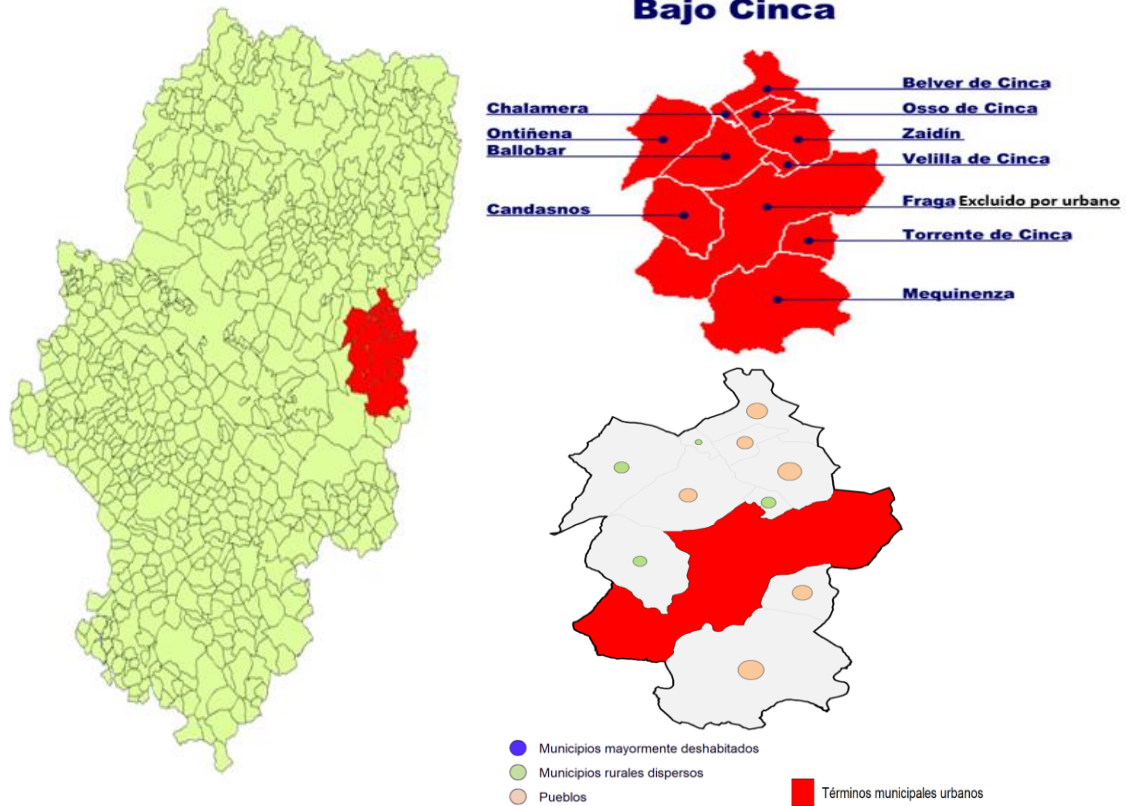 Bajo Cinca
Belver de Cinca
Chalamera
Osso de Cinca
Ontiñena
Zaidín
Ballobar
Velilla de Cinca
Candasnos
Fraga Excluido por urbano
Torrente de Cinca
Mequinenza
Municipios mayormente deshabitados
Municipios rurales dispersos
Pueblos
Términos municipales urbanos